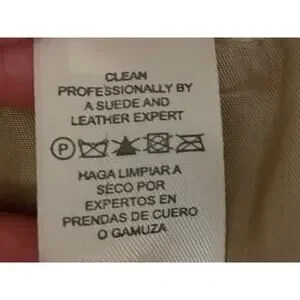 CLEAN
PROFESSIONALLY BY
A SUEDE AND
LEATHER EXPERT
P
HAGA LIMPIAR A
SECO POR
EXPERTOS EN
PRENDAS DE CUERO
O GAMUZA